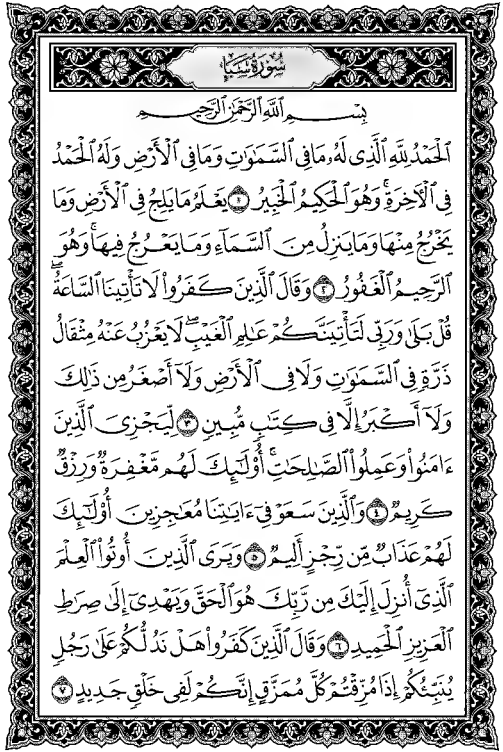 سُورَةُ سَبَإٍ
بِسْمِ ٱللَّهِ ٱلرَّحْمَٰنِ ٱلرَّحِيمِ
ٱلْحَمْدُ لِلَّهِ ٱلَّذِى لَهُۥ مَا فِى ٱلسَّمَٰوَٰتِ وَمَا فِى ٱلْأَرْضِ وَلَهُ ٱلْحَمْدُ
فِى ٱلْءَاخِرَةِ ۚ وَهُوَ ٱلْحَكِيمُ ٱلْخَبِيرُ ١ يَعْلَمُ مَا يَلِجُ فِى ٱلْأَرْضِ وَمَا
يَخْرُجُ مِنْهَا وَمَا يَنزِلُ مِنَ ٱلسَّمَآءِ وَمَا يَعْرُجُ فِيهَا ۚ وَهُوَ
ٱلرَّحِيمُ ٱلْغَفُورُ ٢ وَقَالَ ٱلَّذِينَ كَفَرُوا۟ لَا تَأْتِينَا ٱلسَّاعَةُ ۖ
قُلْ بَلَىٰ وَرَبِّى لَتَأْتِيَنَّكُمْ عَٰلِمِ ٱلْغَيْبِ ۖ لَا يَعْزُبُ عَنْهُ مِثْقَالُ
ذَرَّةٍ فِى ٱلسَّمَٰوَٰتِ وَلَا فِى ٱلْأَرْضِ وَلَآ أَصْغَرُ مِن ذَٰلِكَ
وَلَآ أَكْبَرُ إِلَّا فِى كِتَٰبٍ مُّبِينٍ ٣ لِّيَجْزِىَ ٱلَّذِينَ
ءَامَنُوا۟ وَعَمِلُوا۟ ٱلصَّٰلِحَٰتِ ۚ أُو۟لَٰٓئِكَ لَهُم مَّغْفِرَةٌ وَرِزْقٌ
كَرِيمٌ ٤ وَٱلَّذِينَ سَعَوْ فِىٓ ءَايَٰتِنَا مُعَٰجِزِينَ أُو۟لَٰٓئِكَ
لَهُمْ عَذَابٌ مِّن رِّجْزٍ أَلِيمٌ ٥ وَيَرَى ٱلَّذِينَ أُوتُوا۟ ٱلْعِلْمَ
ٱلَّذِىٓ أُنزِلَ إِلَيْكَ مِن رَّبِّكَ هُوَ ٱلْحَقَّ وَيَهْدِىٓ إِلَىٰ صِرَٰطِ
ٱلْعَزِيزِ ٱلْحَمِيدِ ٦ وَقَالَ ٱلَّذِينَ كَفَرُوا۟ هَلْ نَدُلُّكُمْ عَلَىٰ رَجُلٍ
يُنَبِّئُكُمْ إِذَا مُزِّقْتُمْ كُلَّ مُمَزَّقٍ إِنَّكُمْ لَفِى خَلْقٍ جَدِيدٍ ٧